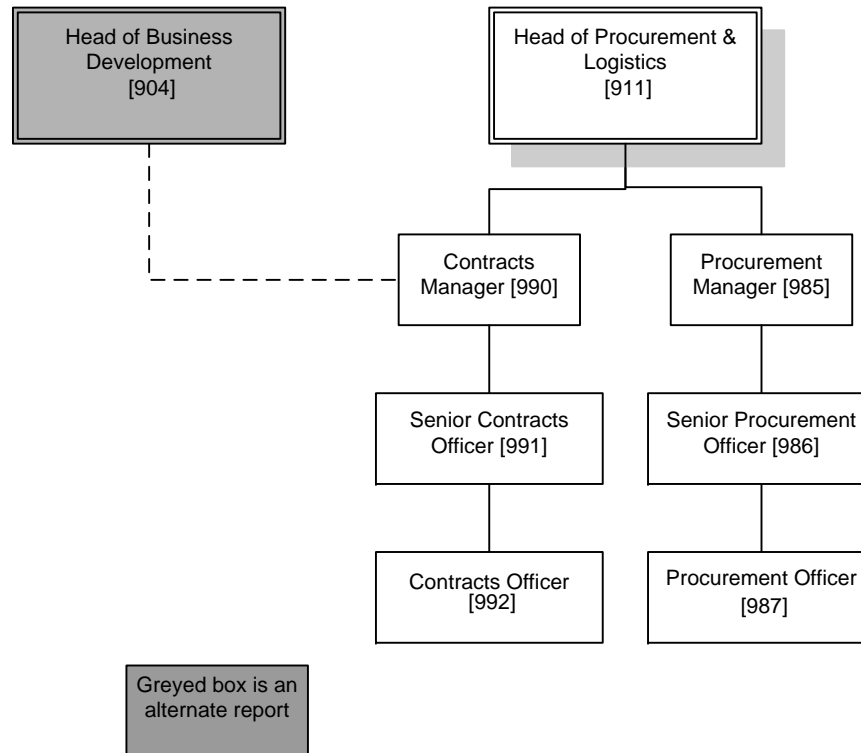 Head of Business
Development
[904]
Head of Procurement &
Logistics
[911]
Contracts
Manager [990]
Procurement
Manager [985]
Senior Contracts
Officer [991]
Senior Procurement
Officer [986]
Contracts Officer
[992]
Procurement Officer
[987]
Greyed box is an
alternate report